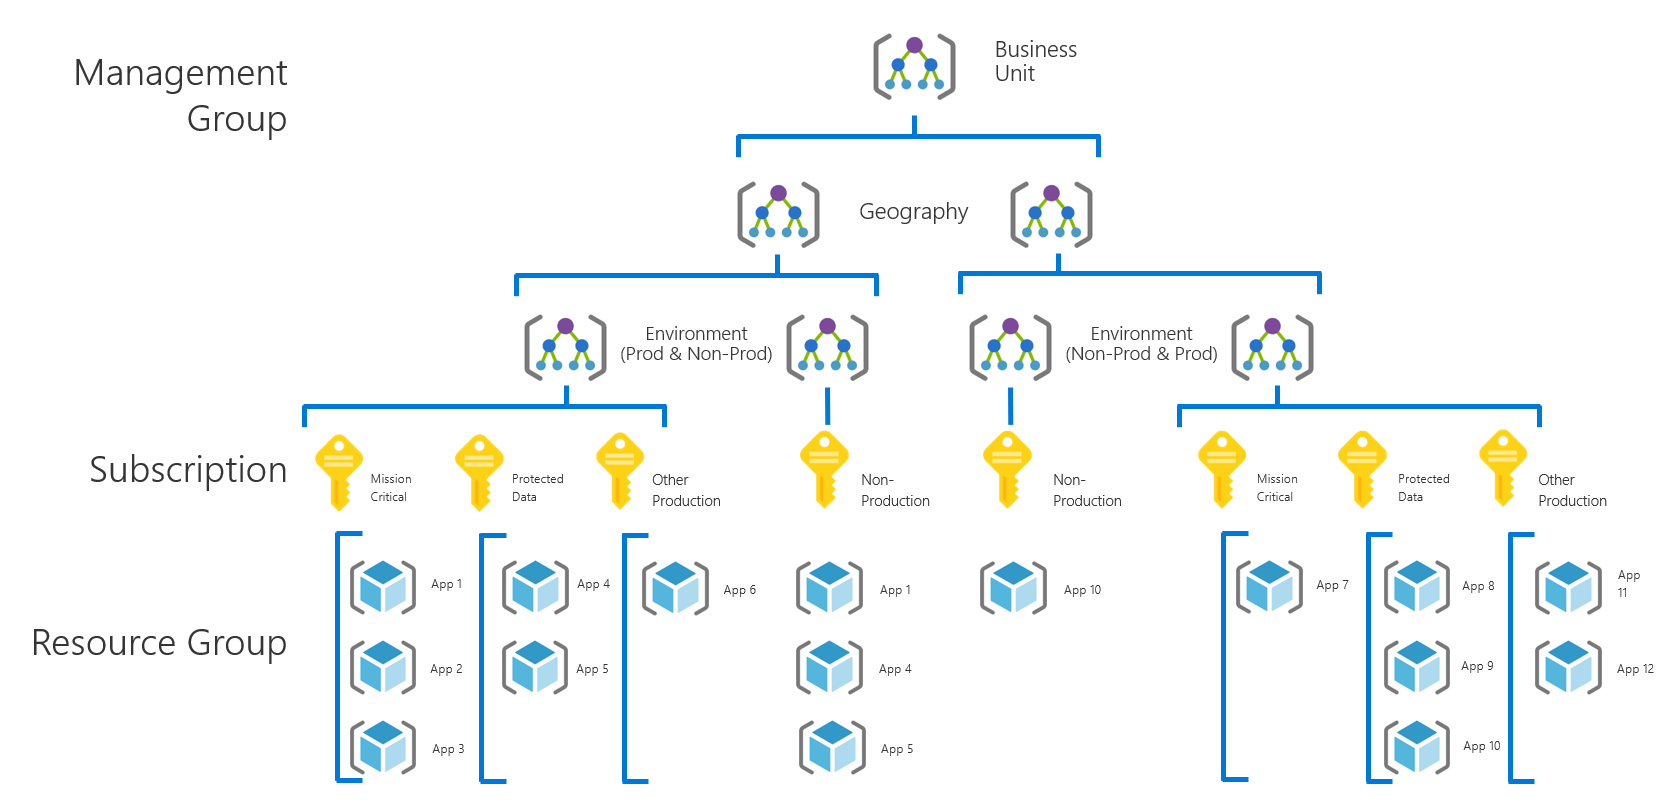 Management
Group
Business
Unit
Geography
Environment
(Prod & Non-Prod)
Environment
(Non-Prod & Prod)
Subscription
Mission
Critical
Protected
Data
Other
Production
Non-
Production
Non-
Production
Mission
Critical
Protected
Data
Other
Production
Resource Group
App 1
App 4
App 6
App 1
App 10
App 7
App 8
App
11
App 2
App 5
App 4
App 9
App 12
App 3
App 5
App 10